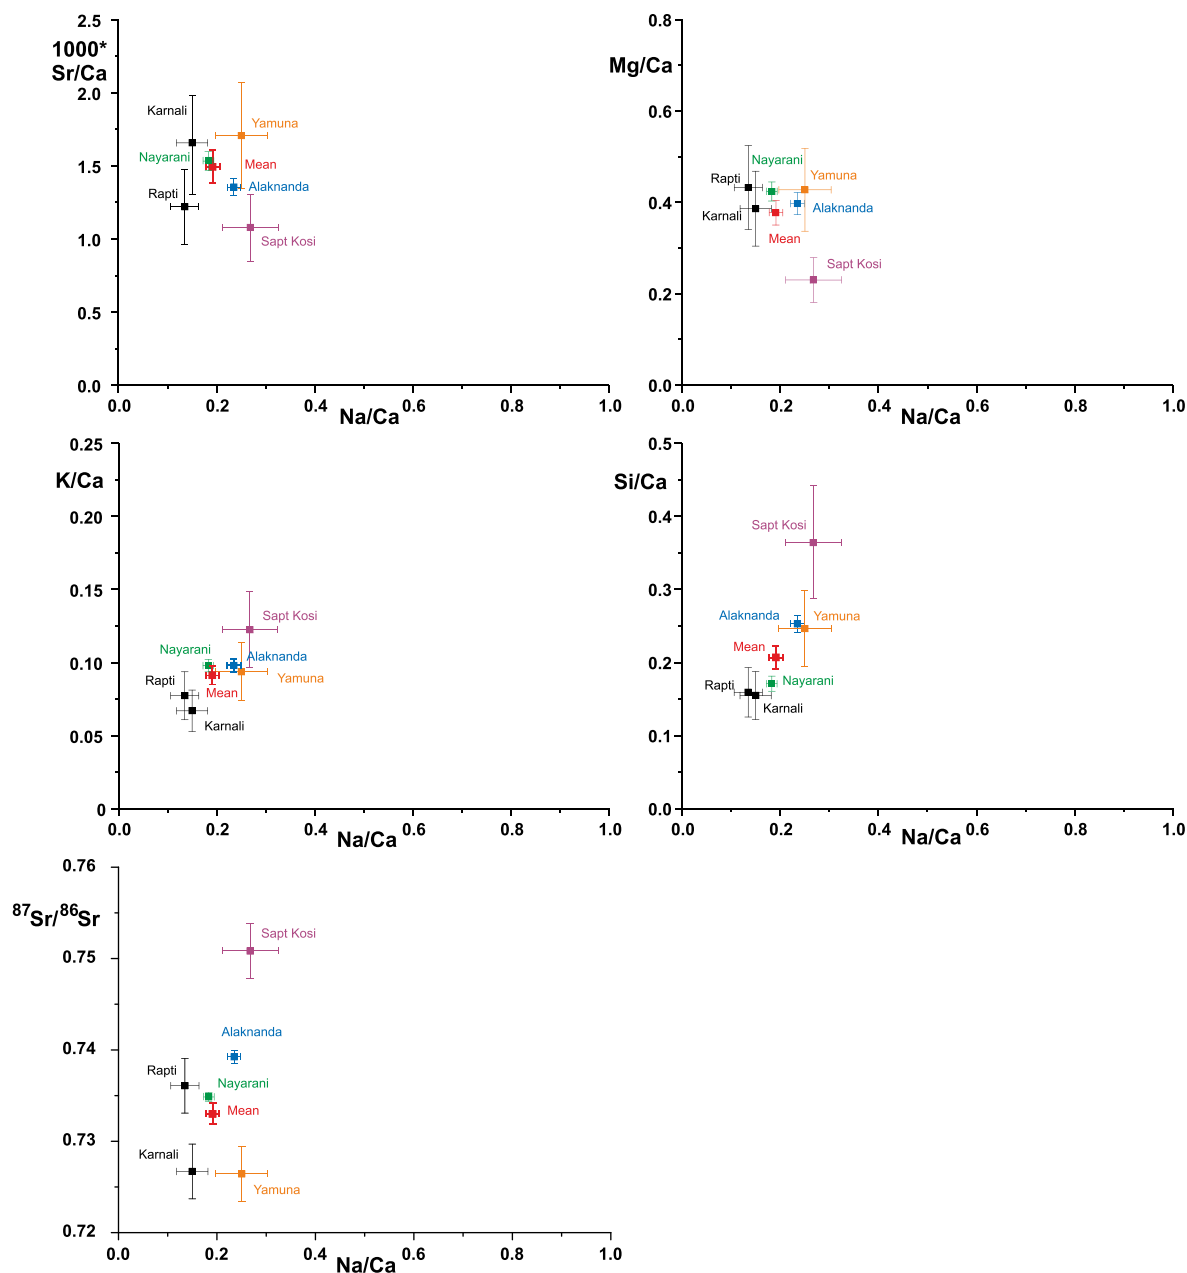 2.5
1000*
Sr/Ca
2.0
Karnali
Yamuna
Nayarani
1.5
Mean
Alaknanda
Rapti
1.0
Sapt Kosi
0.5
0.0
0.0 0.2 0.4 0.6 0.8 1.0
Na/Ca
0.8
Mg/Ca
0.6
Nayarani
Rapti
Yamuna
0.4
Alaknanda
Karnali
Mean
Sapt Kosi
0.2
0.0
0.0 0.2 0.4 0.6 0.8 1.0
Na/Ca
0.25
K/Ca
0.20
0.15
Sapt Kosi
Nayarani
Alaknanda
0.10
Rapti
Yamuna
Mean
Karnali
0.05
0
0.0 0.2 0.4 0.6 0.8 1.0
Na/Ca
0.5
Si/Ca
0.4
Sapt Kosi
0.3
Alaknanda
Yamuna
Mean
0.2
Rapti
Nayarani
Karnali
0.1
0.0
0.0 0.2 0.4 0.6 0.8 1.0
Na/Ca
0.76
87Sr/86Sr
Sapt Kosi
0.75
Alaknanda
0.74
Rapti
Nayarani
Mean
0.73
Karnali
Yamuna
0.72
0.0 0.2 0.4 0.6 0.8 1.0
Na/Ca